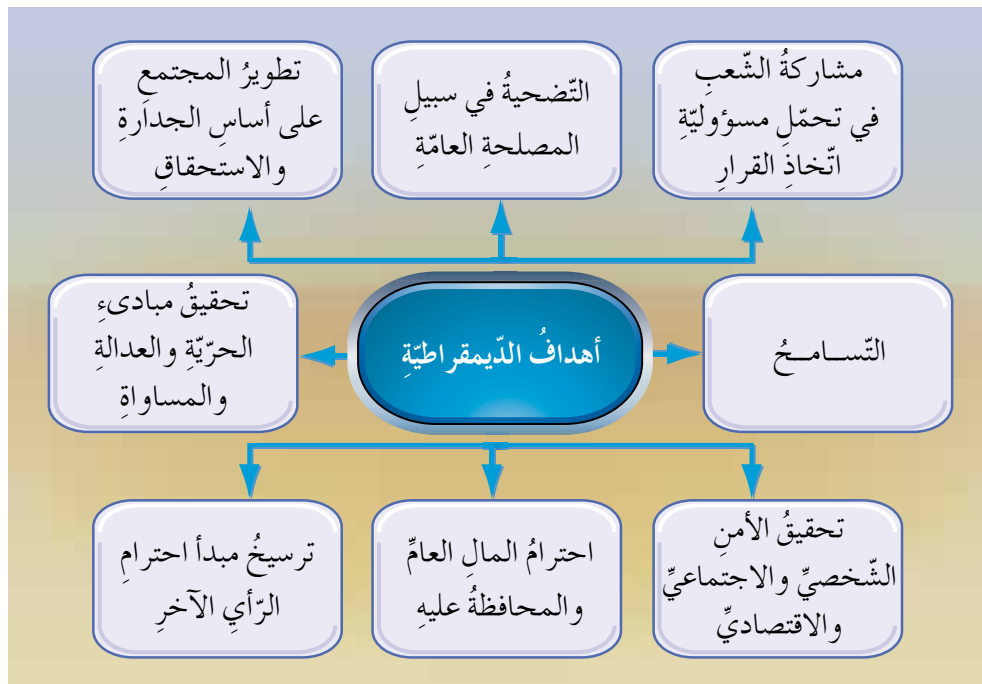 مشاركةُ الشّعبِ
في تحمّلِ مسؤوليّةِ
اتّخاذِ القرارِ
التّضحيةُ في سبيلِ
المصلحةِ العامّةِ
تطويرُ المجتمعِ
على أساسِ الجدارةِ
والاستحقاقِ
التّســامــحُ
أهدافُ الدّيمقراطيّةِ
تحقيقُ مبادىءِ
الحرّيّةِ والعدالةِ
والمساواةِ
تحقيقُ الأمنِ
الشّخصيِّ والاجتماعيِّ
والاقتصاديِّ
احترامُ المالِ العامِّ
والمحافظةُ عليهِ
ترسيخُ مبدأ احترامِ
الرّأيِ الآخرِ